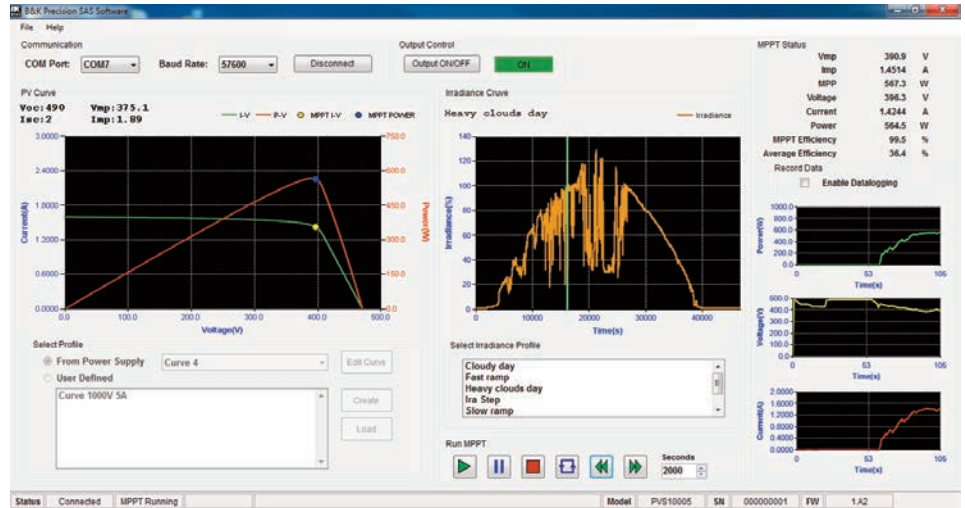 B&K Precision SAS Software
File Help
Communication
COM Port: COM7 Baud Rate: 57600 Disconnect
Output Control
Output ON/OFF ON
PV Curve
Voc:490 Vmp:375.1
Isc:2 Imp:1.89
I-V P-V MPPT I-V MPPT POWER
3.0000
2.4000
1.8000
1.2000
0.6000
0.0000
Current(A)
750.0
600.0
450.0
300.0
150.0
0.0
Power(W)
0.0 100.0 200.0 300.0 400.0 500.0
Voltage(V)
Select Profile
From Power Supply Curve 4 Edit Curve
User Defined
Curve 1000V 5A
Create
Load
Irradiance Cruve
Heavy clouds day
Irradiance
140
120
100
80
60
40
20
0
Irradiance(%)
0 10000 20000 30000 40000
Time(s)
Select Irradiance Profile
Cloudy day
Fast ramp
Heavy clouds day
Ira Step
Slow ramp
Run MPPT
Seconds
2000
MPPT Status
Vmp 390.9 V
Imp 1.4514 A
MPP 567.3 W
Voltage 396.3 V
Current 1.4244 A
Power 564.5 W
MPPT Efficiency 99.5 %
Average Efficiency 36.4 %
Record Data
Enable Datalogging
1000.0
800.0
600.0
400.0
200.0
0.0
Power(W)
0 53 105
Time(s)
500.0
400.0
300.0
200.0
100.0
0.0
Voltage(V)
0 53 105
Time(s)
2.0000
1.6000
1.2000
0.8000
0.4000
0.0000
Current(A)
0 53 105
Time(s)
Status Connected MPPT Running Model PVS10005 SN 000000001 FW 1.A2